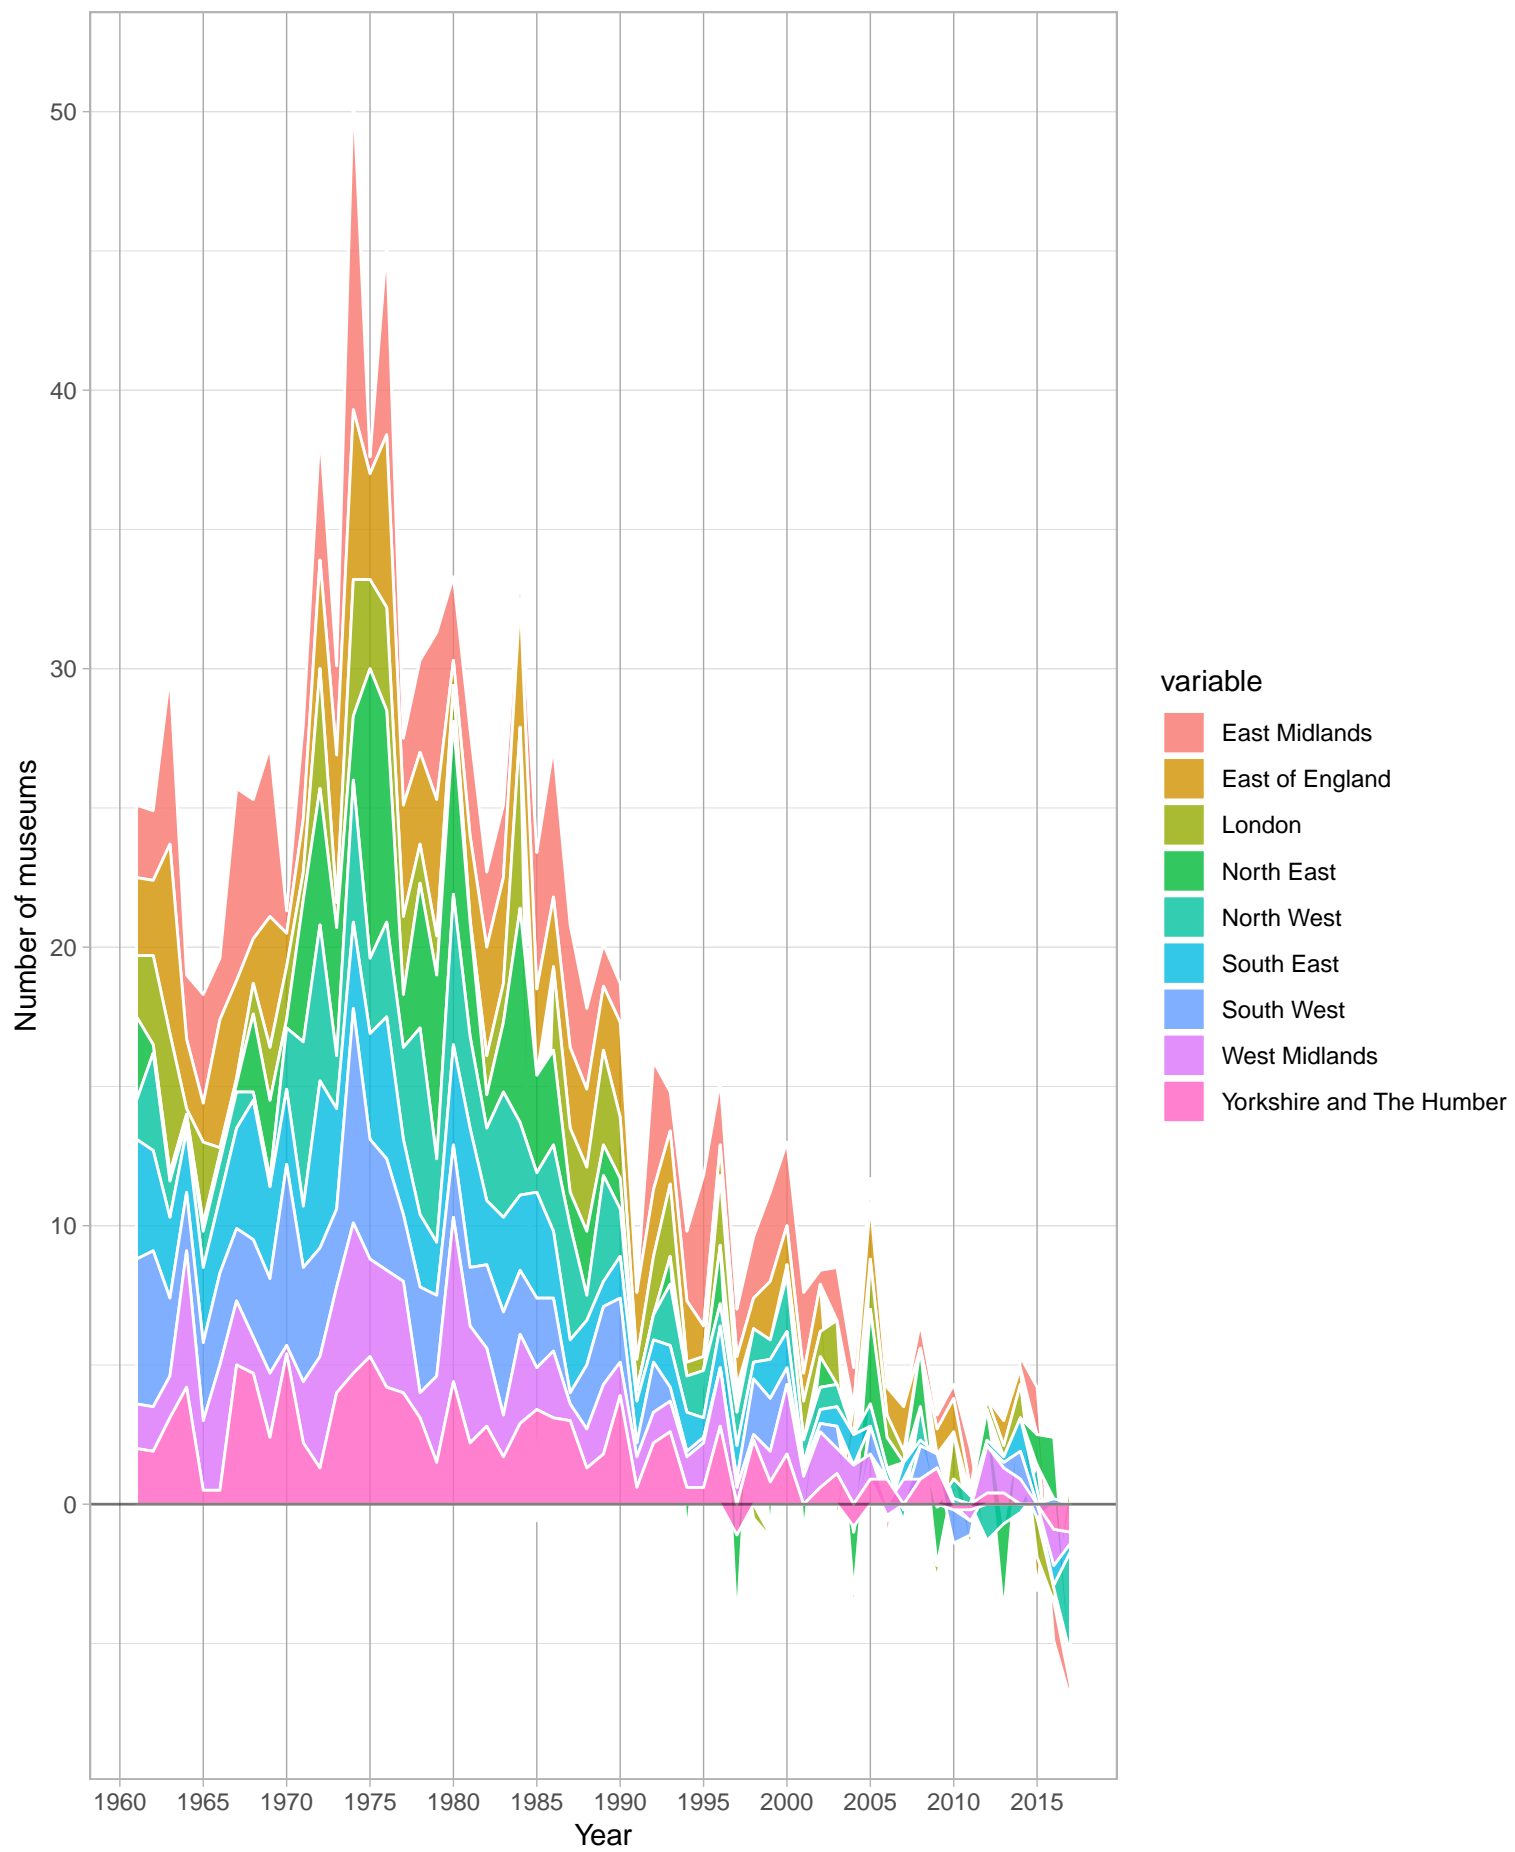 50
40
30
20
10
0
Number of museums
1960 1965 1970 1975 1980 1985 1990 1995 2000 2005 2010 2015
Year
variable
East Midlands
East of England
London
North East
North West
South East
South West
West Midlands
Yorkshire and The Humber